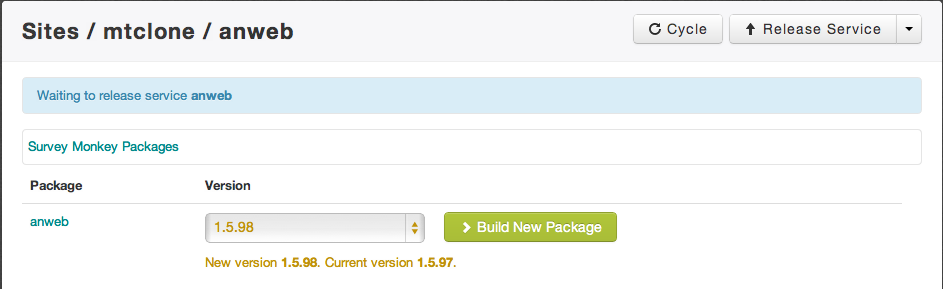 Sites / mtclone / anweb
Cycle
Release Service
Waiting to release service anweb
Survey Monkey Packages
Package Version
anweb 1.5.98 Build New Package
New version 1.5.98. Current version 1.5.97.